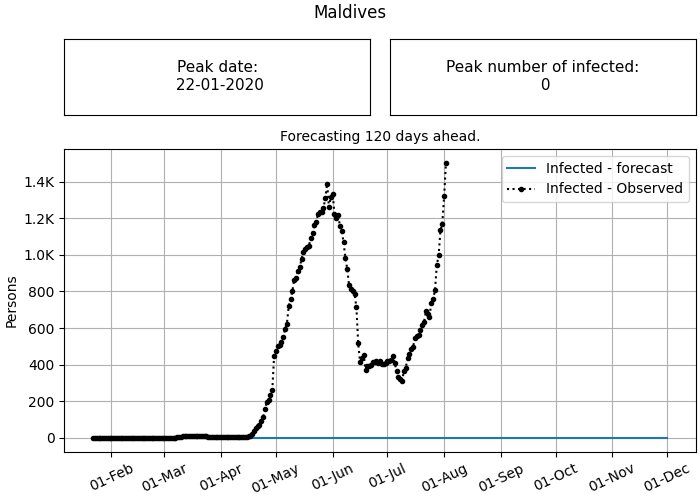 Maldives
Peak date:
22-01-2020
Peak number of infected:
0
Forecasting 120 days ahead.
Infected - forecast
Infected - Observed
Persons
1.4K
1.2K
1.0K
800
600
400
200
0
01-Feb
01-Mar
01-Apr
01-May
01-Jun
01-Jul
01-Aug
01-Sep
01-Oct
01-Nov
01-Dec